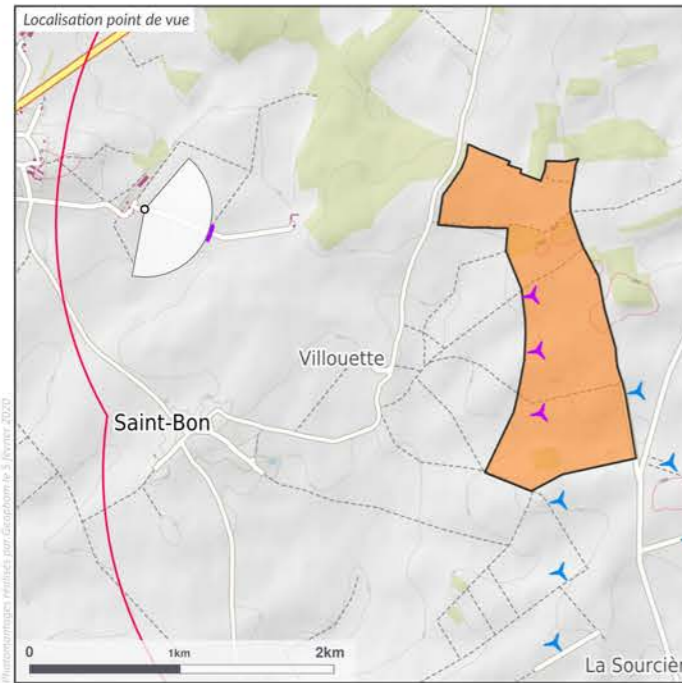 Localisation point de vue
Villouette
Saint-Bon
Photomontages réalisés par Geophom le 5 février 2020
0 1km 2km
La Sourcièr